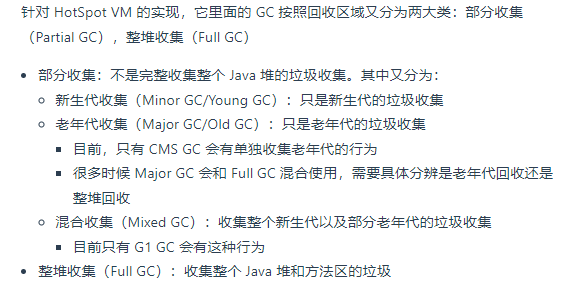 针对 HotSpot VM 的实现，它里面的 GC 按照回收区域又分为两大类：部分收集
（Partial GC），整堆收集（Full GC）
部分收集：不是完整收集整个 Java 堆的垃圾收集。其中又分为：
新生代收集（Minor GC/Young GC）：只是新生代的垃圾收集
老年代收集（Major GC/Old GC）：只是老年代的垃圾收集
目前，只有 CMS GC 会有单独收集老年代的行为
很多时候 Major GC 会和 Full GC 混合使用，需要具体分辨是老年代回收还是
整堆回收
混合收集（Mixed GC）：收集整个新生代以及部分老年代的垃圾收集
目前只有 G1 GC 会有这种行为
整堆收集（Full GC）：收集整个 Java 堆和方法区的垃圾